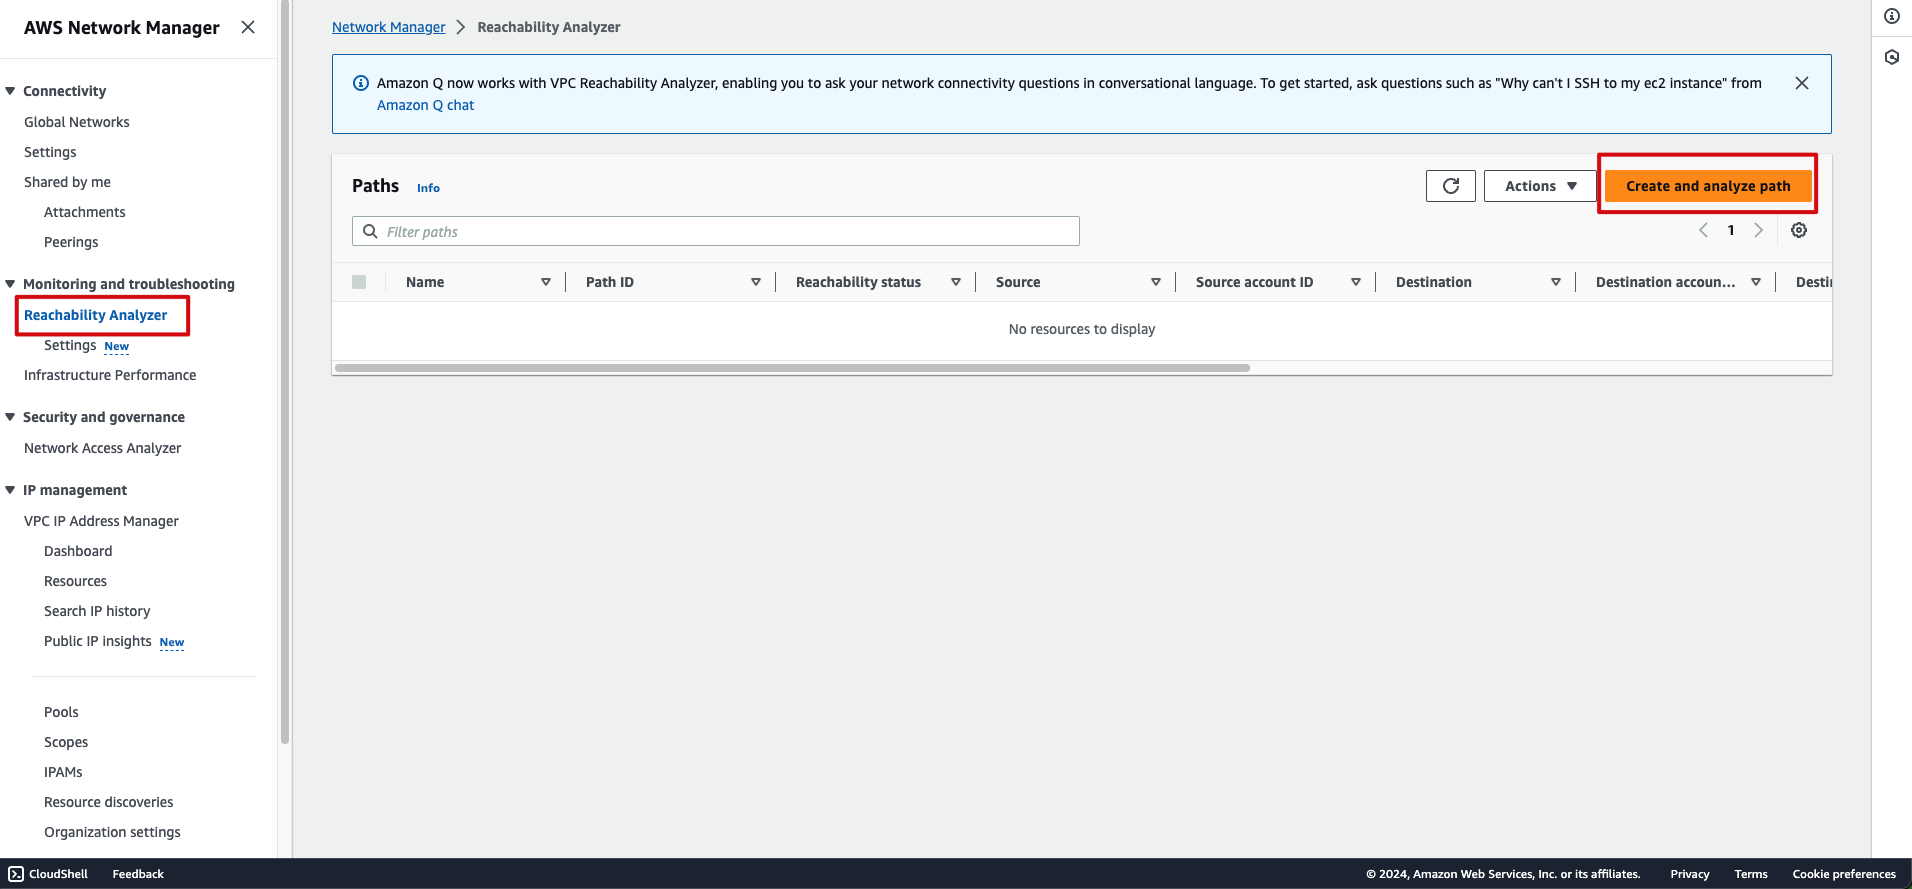 AWS Network Manager
Connectivity
Global Networks
Settings
Shared by me
Attachments
Peerings
Monitoring and troubleshooting
Reachability Analyzer
Settings New
Infrastructure Performance
Security and governance
Network Access Analyzer
IP management
VPC IP Address Manager
Dashboard
Resources
Search IP history
Public IP insights New
Pools
Scopes
IPAMs
Resource discoveries
Organization settings
Network Manager > Reachability Analyzer
Amazon Q now works with VPC Reachability Analyzer, enabling you to ask your network connectivity questions in conversational language. To get started, ask questions such as "Why can't I SSH to my ec2 instance" from
Amazon Q chat
Paths Info
Actions
Create and analyze path
Filter paths
1
Name Path ID Reachability status Source Source account ID Destination Destination accoun... Desti
No resources to display
CloudShell Feedback © 2024, Amazon Web Services, Inc. or its affiliates. Privacy Terms Cookie preferences